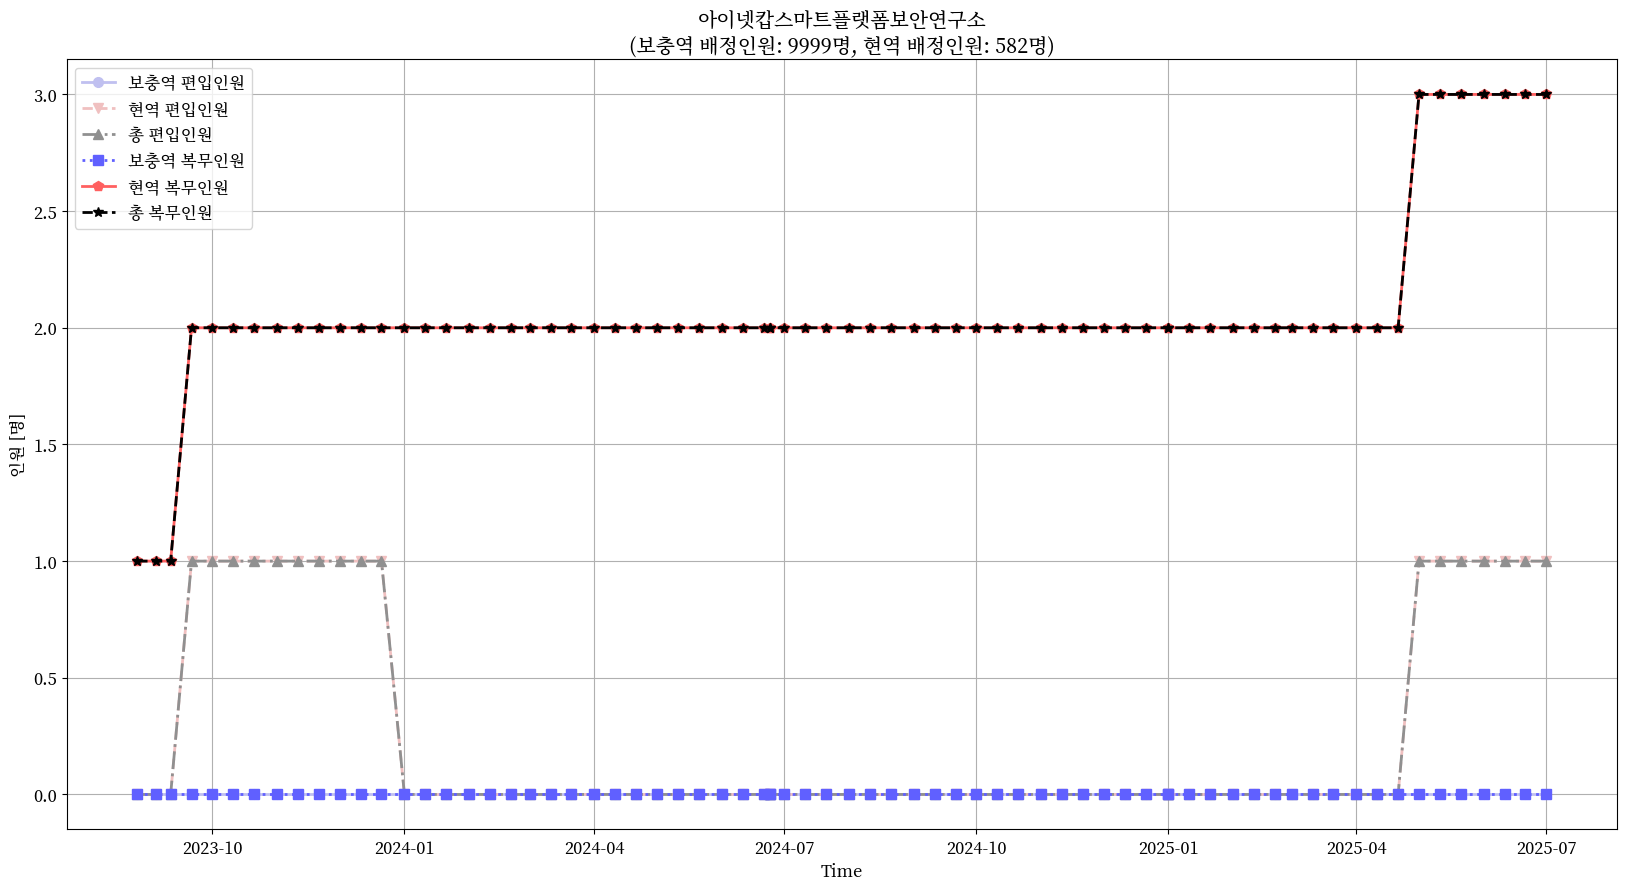 아이넷캅스마트플랫폼보안연구소
(보충역 배정인원: 9999명, 현역 배정인원: 582명)
보충역 편입인원
현역 편입인원
총 편입인원
보충역 복무인원
현역 복무인원
총 복무인원
인원 [명]
3.0
2.5
2.0
1.5
1.0
0.5
0.0
2023-10 2024-01 2024-04 2024-07 2024-10 2025-01 2025-04 2025-07
Time